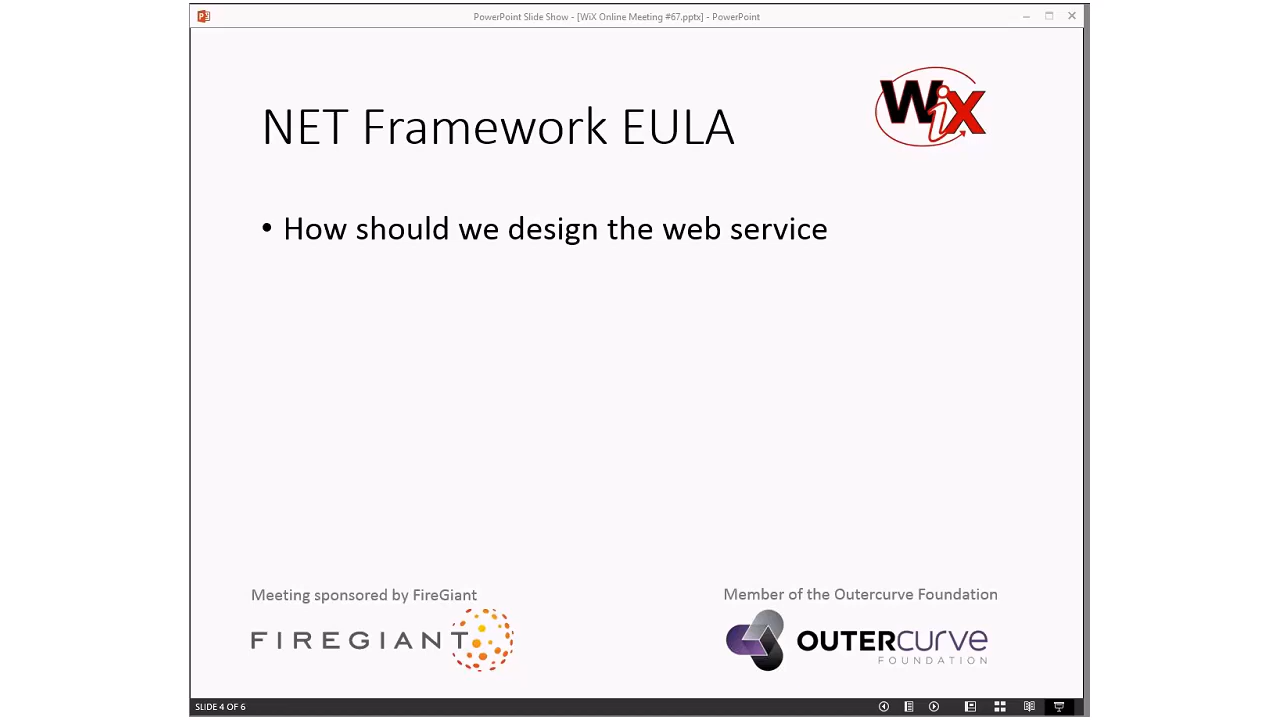 PowerPoint Slide Show - [WiX Online Meeting #67.pptx] - PowerPoint
WiX
NET Framework EULA
• How should we design the web service
Meeting sponsored by FireGiant
Member of the Outercurve Foundation
FIREGIANT
OUTERCURVE
FOUNDATION
SLIDE 4 OF 6